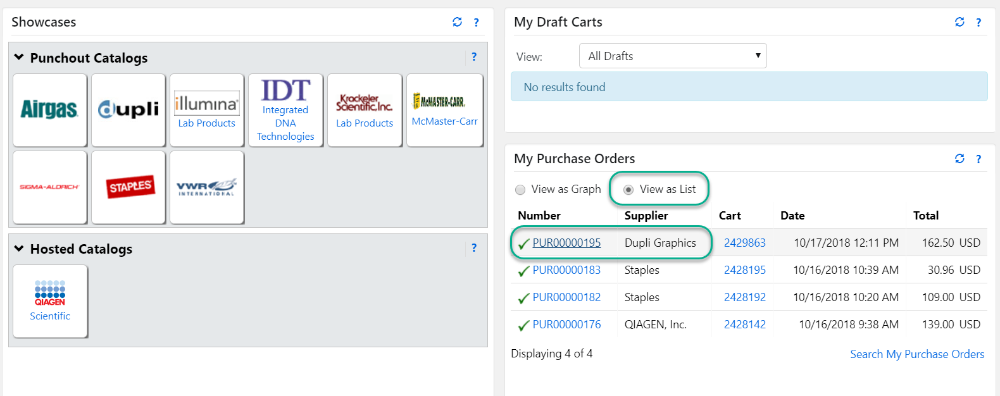 Showcases
?
Punchout Catalogs
?
Airgas
dupli
illumina
Lab Products
IDT
Integrated
DNA
Technologies
Krackeler
Scientific, Inc.
Lab Products
McMASTER-CARR.
McMaster-Carr
SIGMA-ALDRICH
STAPLES
VWR
INTERNATIONAL
Hosted Catalogs
?
QIAGEN
Scientific
My Draft Carts
?
View: All Drafts
No results found
My Purchase Orders
?
View as Graph View as List
Number Supplier Cart Date Total
PUR00000195 Dupli Graphics 2429863 10/17/2018 12:11 PM 162.50 USD
PUR00000183 Staples 2428195 10/16/2018 10:39 AM 30.96 USD
PUR00000182 Staples 2428192 10/16/2018 10:20 AM 109.00 USD
PUR00000176 QIAGEN, Inc. 2428142 10/16/2018 9:38 AM 139.00 USD
Displaying 4 of 4
Search My Purchase Orders